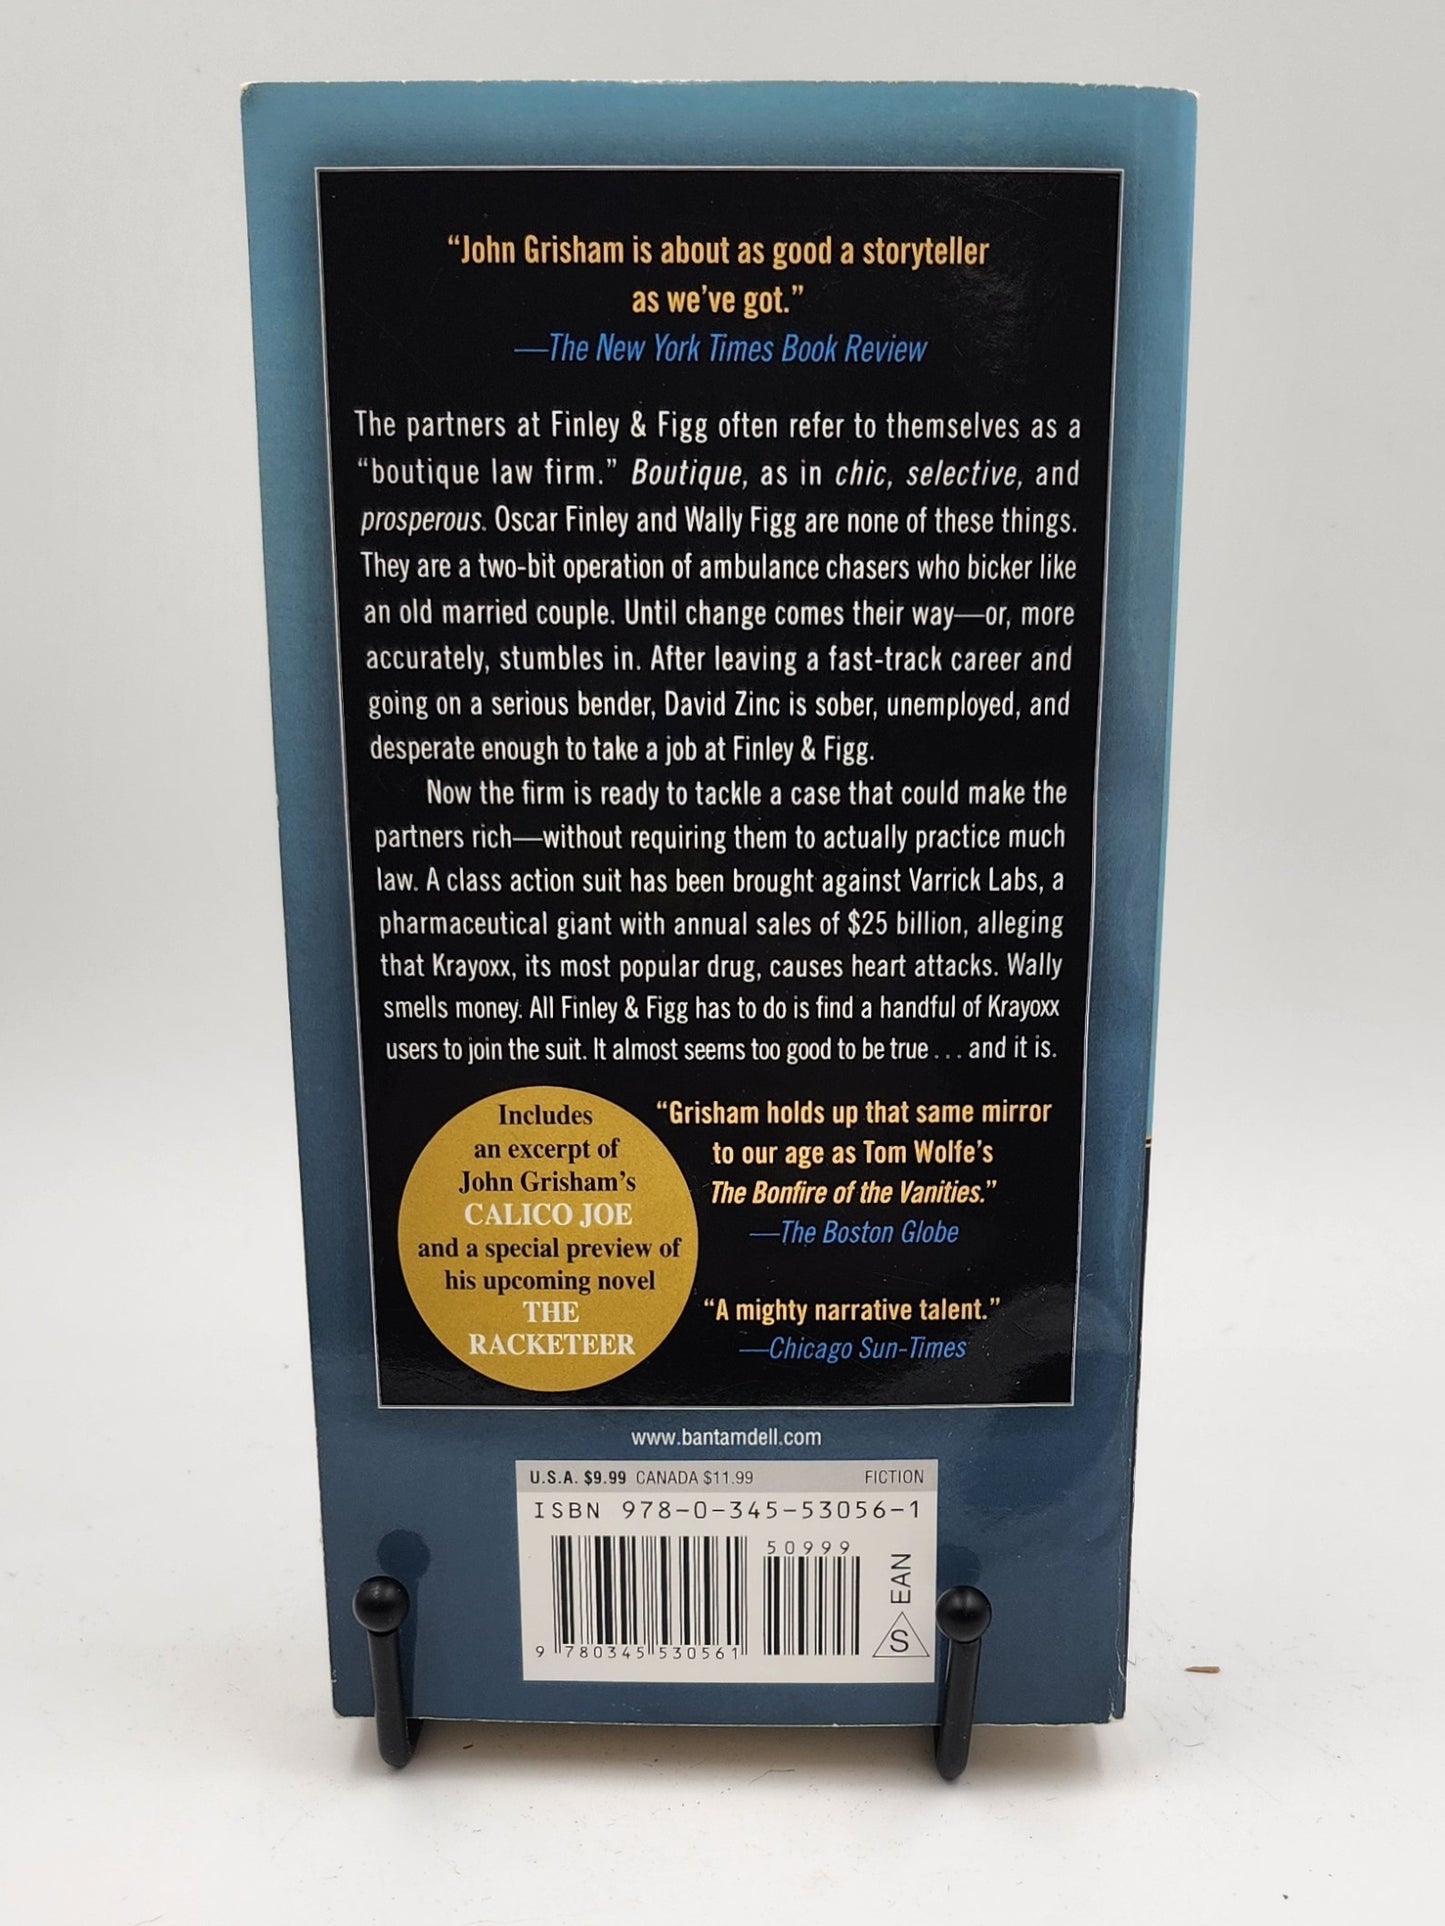 “John Grisham is about as good a storyteller
as we’ve got.”
—The New York Times Book Review
The partners at Finley & Figg often refer to themselves as a
“boutique law firm.” Boutique, as in chic, selective, and
prosperous. Oscar Finley and Wally Figg are none of these things.
They are a two-bit operation of ambulance chasers who bicker like
an old married couple. Until change comes their way—or, more
accurately, stumbles in. After leaving a fast-track career and
going on a serious bender, David Zinc is sober, unemployed, and
desperate enough to take a job at Finley & Figg.
Now the firm is ready to tackle a case that could make the
partners rich—without requiring them to actually practice much
law. A class action suit has been brought against Varrick Labs, a
pharmaceutical giant with annual sales of $25 billion, alleging
that Krayoxx, its most popular drug, causes heart attacks. Wally
smells money. All Finley & Figg has to do is find a handful of Krayoxx
users to join the suit. It almost seems too good to be true . . . and it is.
Includes
an excerpt of
John Grisham’s
CALICO JOE
and a special preview of
his upcoming novel
THE
RACKETEER
“Grisham holds up that same mirror
to our age as Tom Wolfe’s
The Bonfire of the Vanities.”
—The Boston Globe
“A mighty narrative talent.”
—Chicago Sun-Times
www.bantamdell.com
U.S.A. $9.99 CANADA $11.99 FICTION
ISBN 978-0-345-53056-1
50999
EAN
S
9 780345 530561